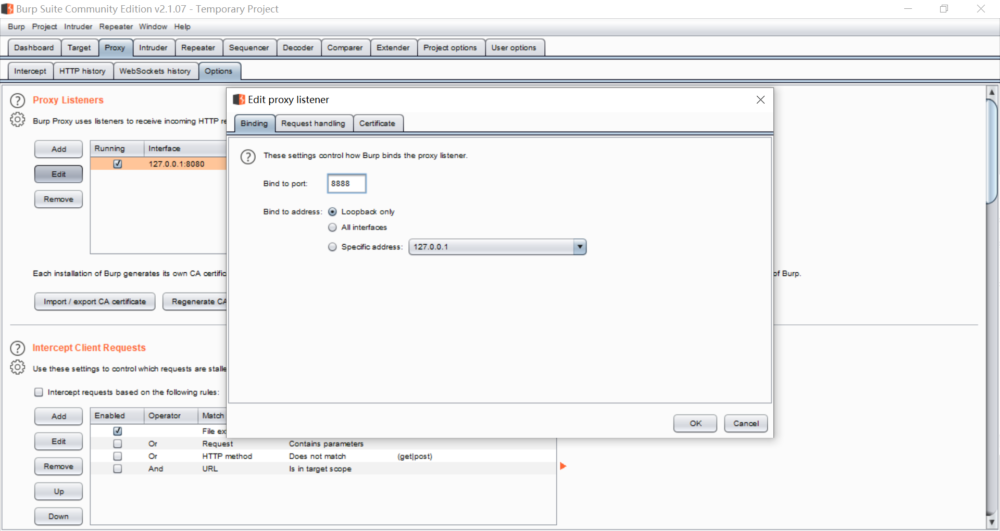 Burp Suite Community Edition v2.1.07 - Temporary Project
Burp Project Intruder Repeater Window Help
Dashboard Target Proxy Intruder Repeater Sequencer Decoder Comparer Extender Project options User options
Intercept HTTP history WebSockets history Options
Proxy Listeners
Burp Proxy uses listeners to receive incoming HTTP re
Add
Edit
Remove
Running Interface
127.0.0.1:8080
Each installation of Burp generates its own CA certific
of Burp.
Import / export CA certificate Regenerate CA
Edit proxy listener
Binding Request handling Certificate
These settings control how Burp binds the proxy listener.
Bind to port: 8888
Bind to address: Loopback only
All interfaces
Specific address: 127.0.0.1
OK Cancel
Intercept Client Requests
Use these settings to control which requests are stalle
Intercept requests based on the following rules:
Add
Edit
Remove
Up
Down
Enabled Operator Match
File ex
Or Request Contains parameters
Or HTTP method Does not match (get|post)
And URL Is in target scope